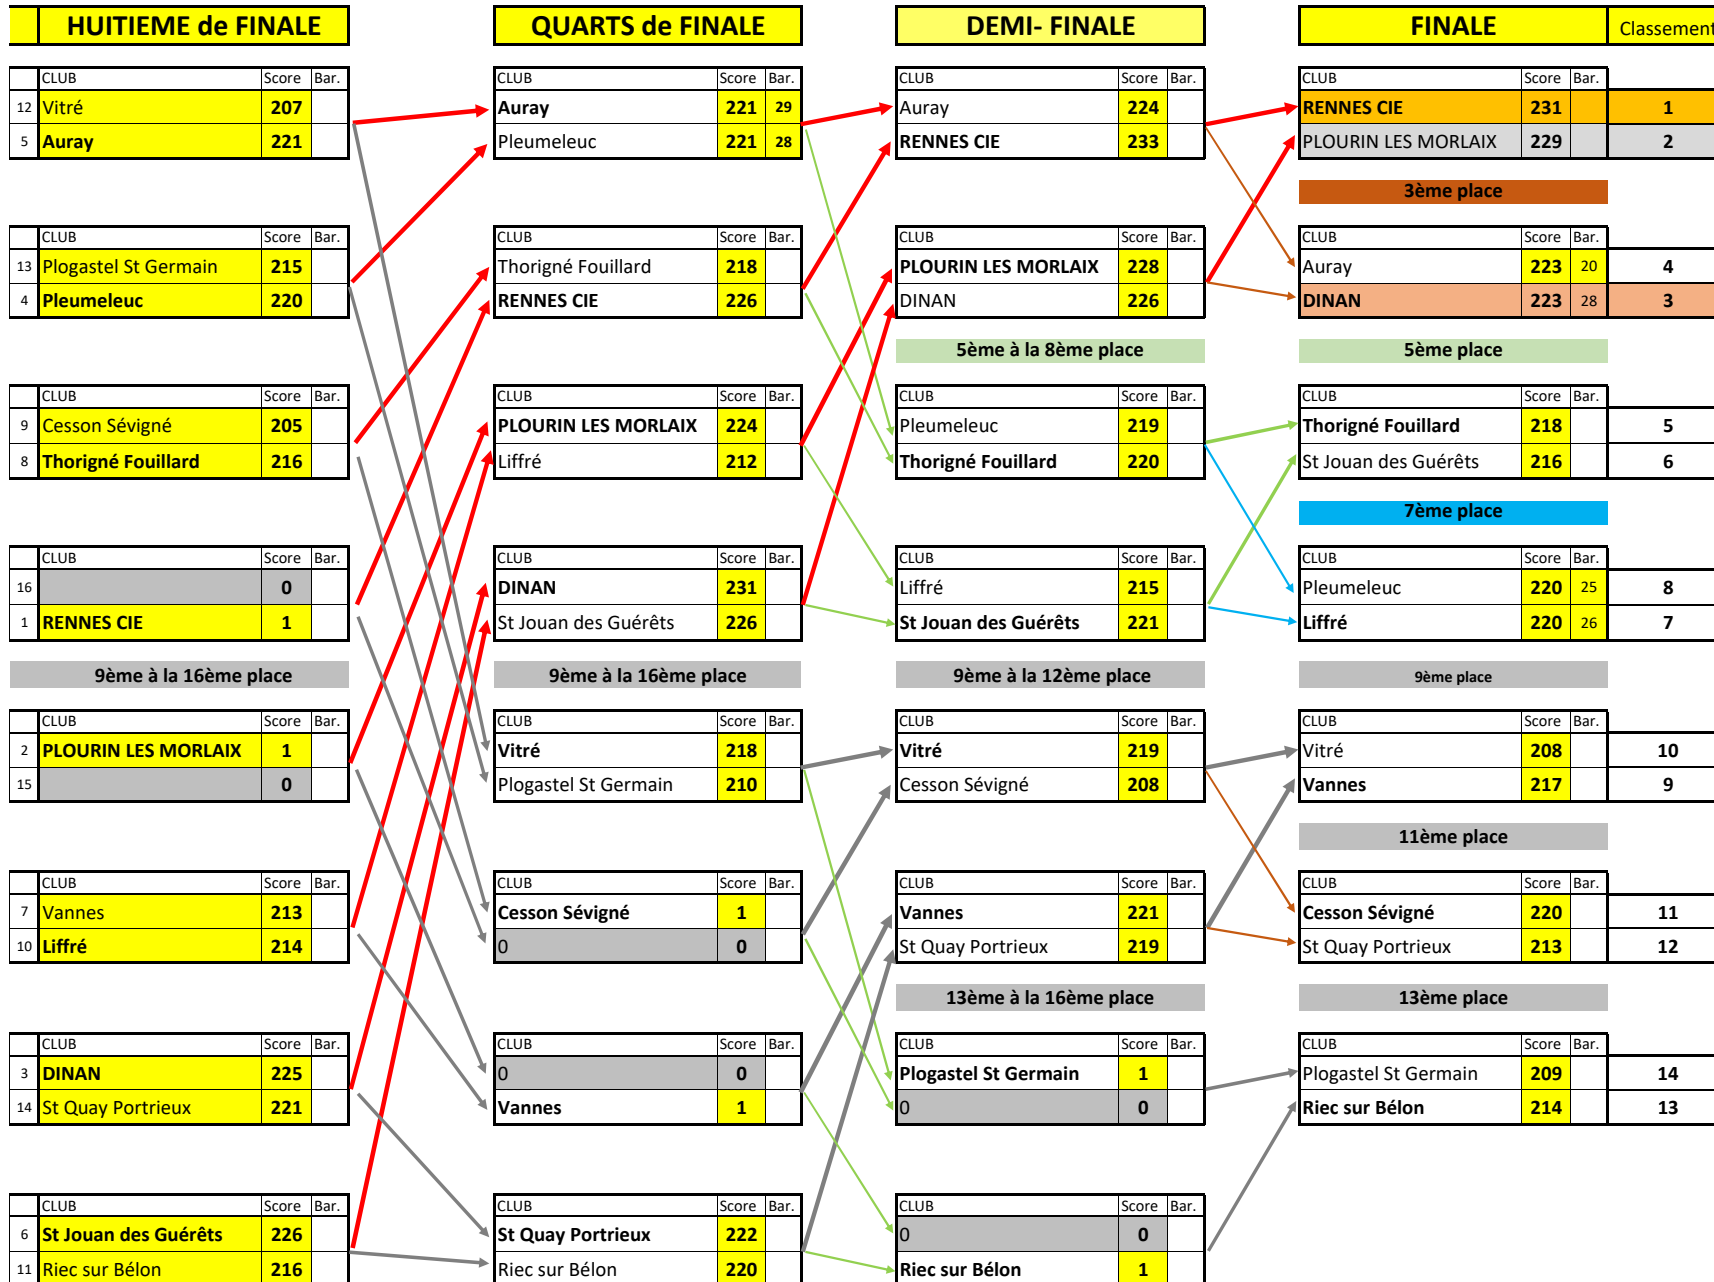 HUITIEME de FINALE QUARTS de FINALE DEMI- FINALE FINALE Classement
CLUB Score Bar. CLUB Score Bar. CLUB Score Bar. CLUB Score Bar.
12 Vitré 207 Auray 221 29 Auray 224 RENNES CIE 231 1
5 Auray 221 Pleumeleuc 221 28 RENNES CIE 233 PLOURIN LES MORLAIX 229 2
3ème place
CLUB Score Bar. CLUB Score Bar. CLUB Score Bar. CLUB Score Bar.
13 Plogastel St Germain 215 Thorigné Fouillard 218 PLOURIN LES MORLAIX 228 Auray 223 20 4
4 Pleumeleuc 220 RENNES CIE 226 DINAN 226 DINAN 223 28 3
5ème à la 8ème place 5ème place
CLUB Score Bar. CLUB Score Bar. CLUB Score Bar. CLUB Score Bar.
9 Cesson Sévigné 205 PLOURIN LES MORLAIX 224 Pleumeleuc 219 Thorigné Fouillard 218 5
8 Thorigné Fouillard 216 Liffré 212 Thorigné Fouillard 220 St Jouan des Guérêts 216 6
7ème place
CLUB Score Bar. CLUB Score Bar. CLUB Score Bar. CLUB Score Bar.
16 0 DINAN 231 Liffré 215 Pleumeleuc 220 25 8
1 RENNES CIE 1 St Jouan des Guérêts 226 St Jouan des Guérêts 221 Liffré 220 26 7
9ème à la 16ème place 9ème à la 16ème place 9ème à la 12ème place 9ème place
CLUB Score Bar. CLUB Score Bar. CLUB Score Bar. CLUB Score Bar.
2 PLOURIN LES MORLAIX 1 Vitré 218 Vitré 219 Vitré 208 10
15 0 Plogastel St Germain 210 Cesson Sévigné 208 Vannes 217 9
11ème place
CLUB Score Bar. CLUB Score Bar. CLUB Score Bar. CLUB Score Bar.
7 Vannes 213 Cesson Sévigné 1 Vannes 221 Cesson Sévigné 220 11
10 Liffré 214 0 0 St Quay Portrieux 219 St Quay Portrieux 213 12
13ème à la 16ème place 13ème place
CLUB Score Bar. CLUB Score Bar. CLUB Score Bar. CLUB Score Bar.
3 DINAN 225 0 0 Plogastel St Germain 1 Plogastel St Germain 209 14
14 St Quay Portrieux 221 Vannes 1 0 0 Riec sur Bélon 214 13
CLUB Score Bar. CLUB Score Bar. CLUB Score Bar.
6 St Jouan des Guérêts 226 St Quay Portrieux 222 0 0
11 Riec sur Bélon 216 Riec sur Bélon 220 Riec sur Bélon 1